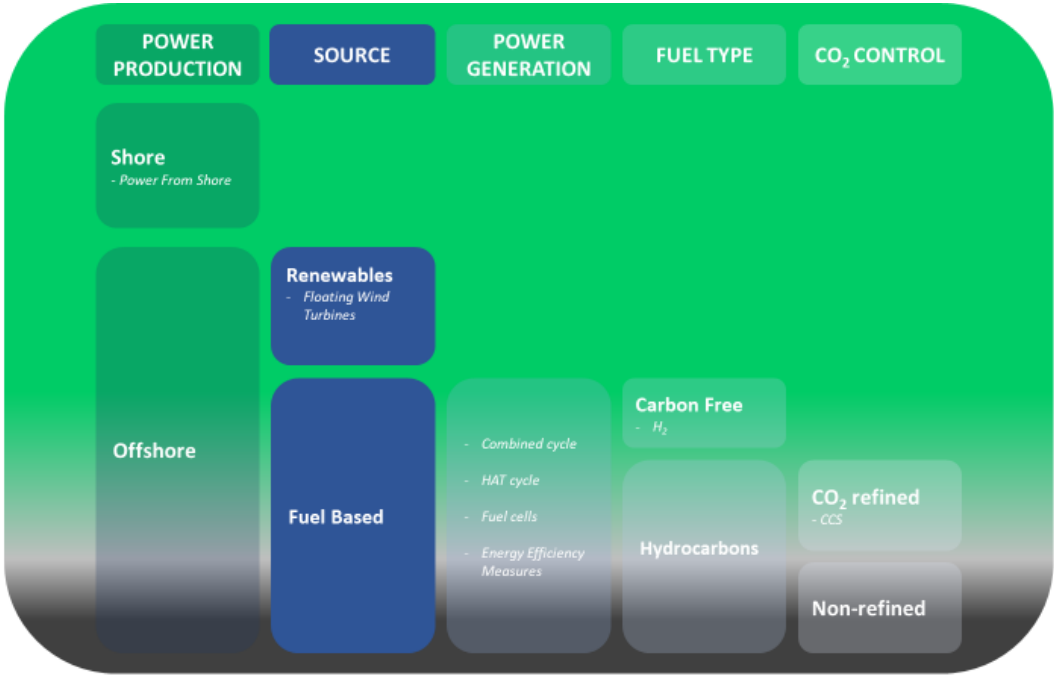 POWER
PRODUCTION
SOURCE
POWER
GENERATION
FUEL TYPE
CO₂ CONTROL
Shore
- Power From Shore
Offshore
Renewables
- Floating Wind
Turbines
Fuel Based
- Combined cycle
- HAT cycle
- Fuel cells
- Energy Efficiency
Measures
Carbon Free
- H₂
Hydrocarbons
CO₂ refined
- CCS
Non-refined